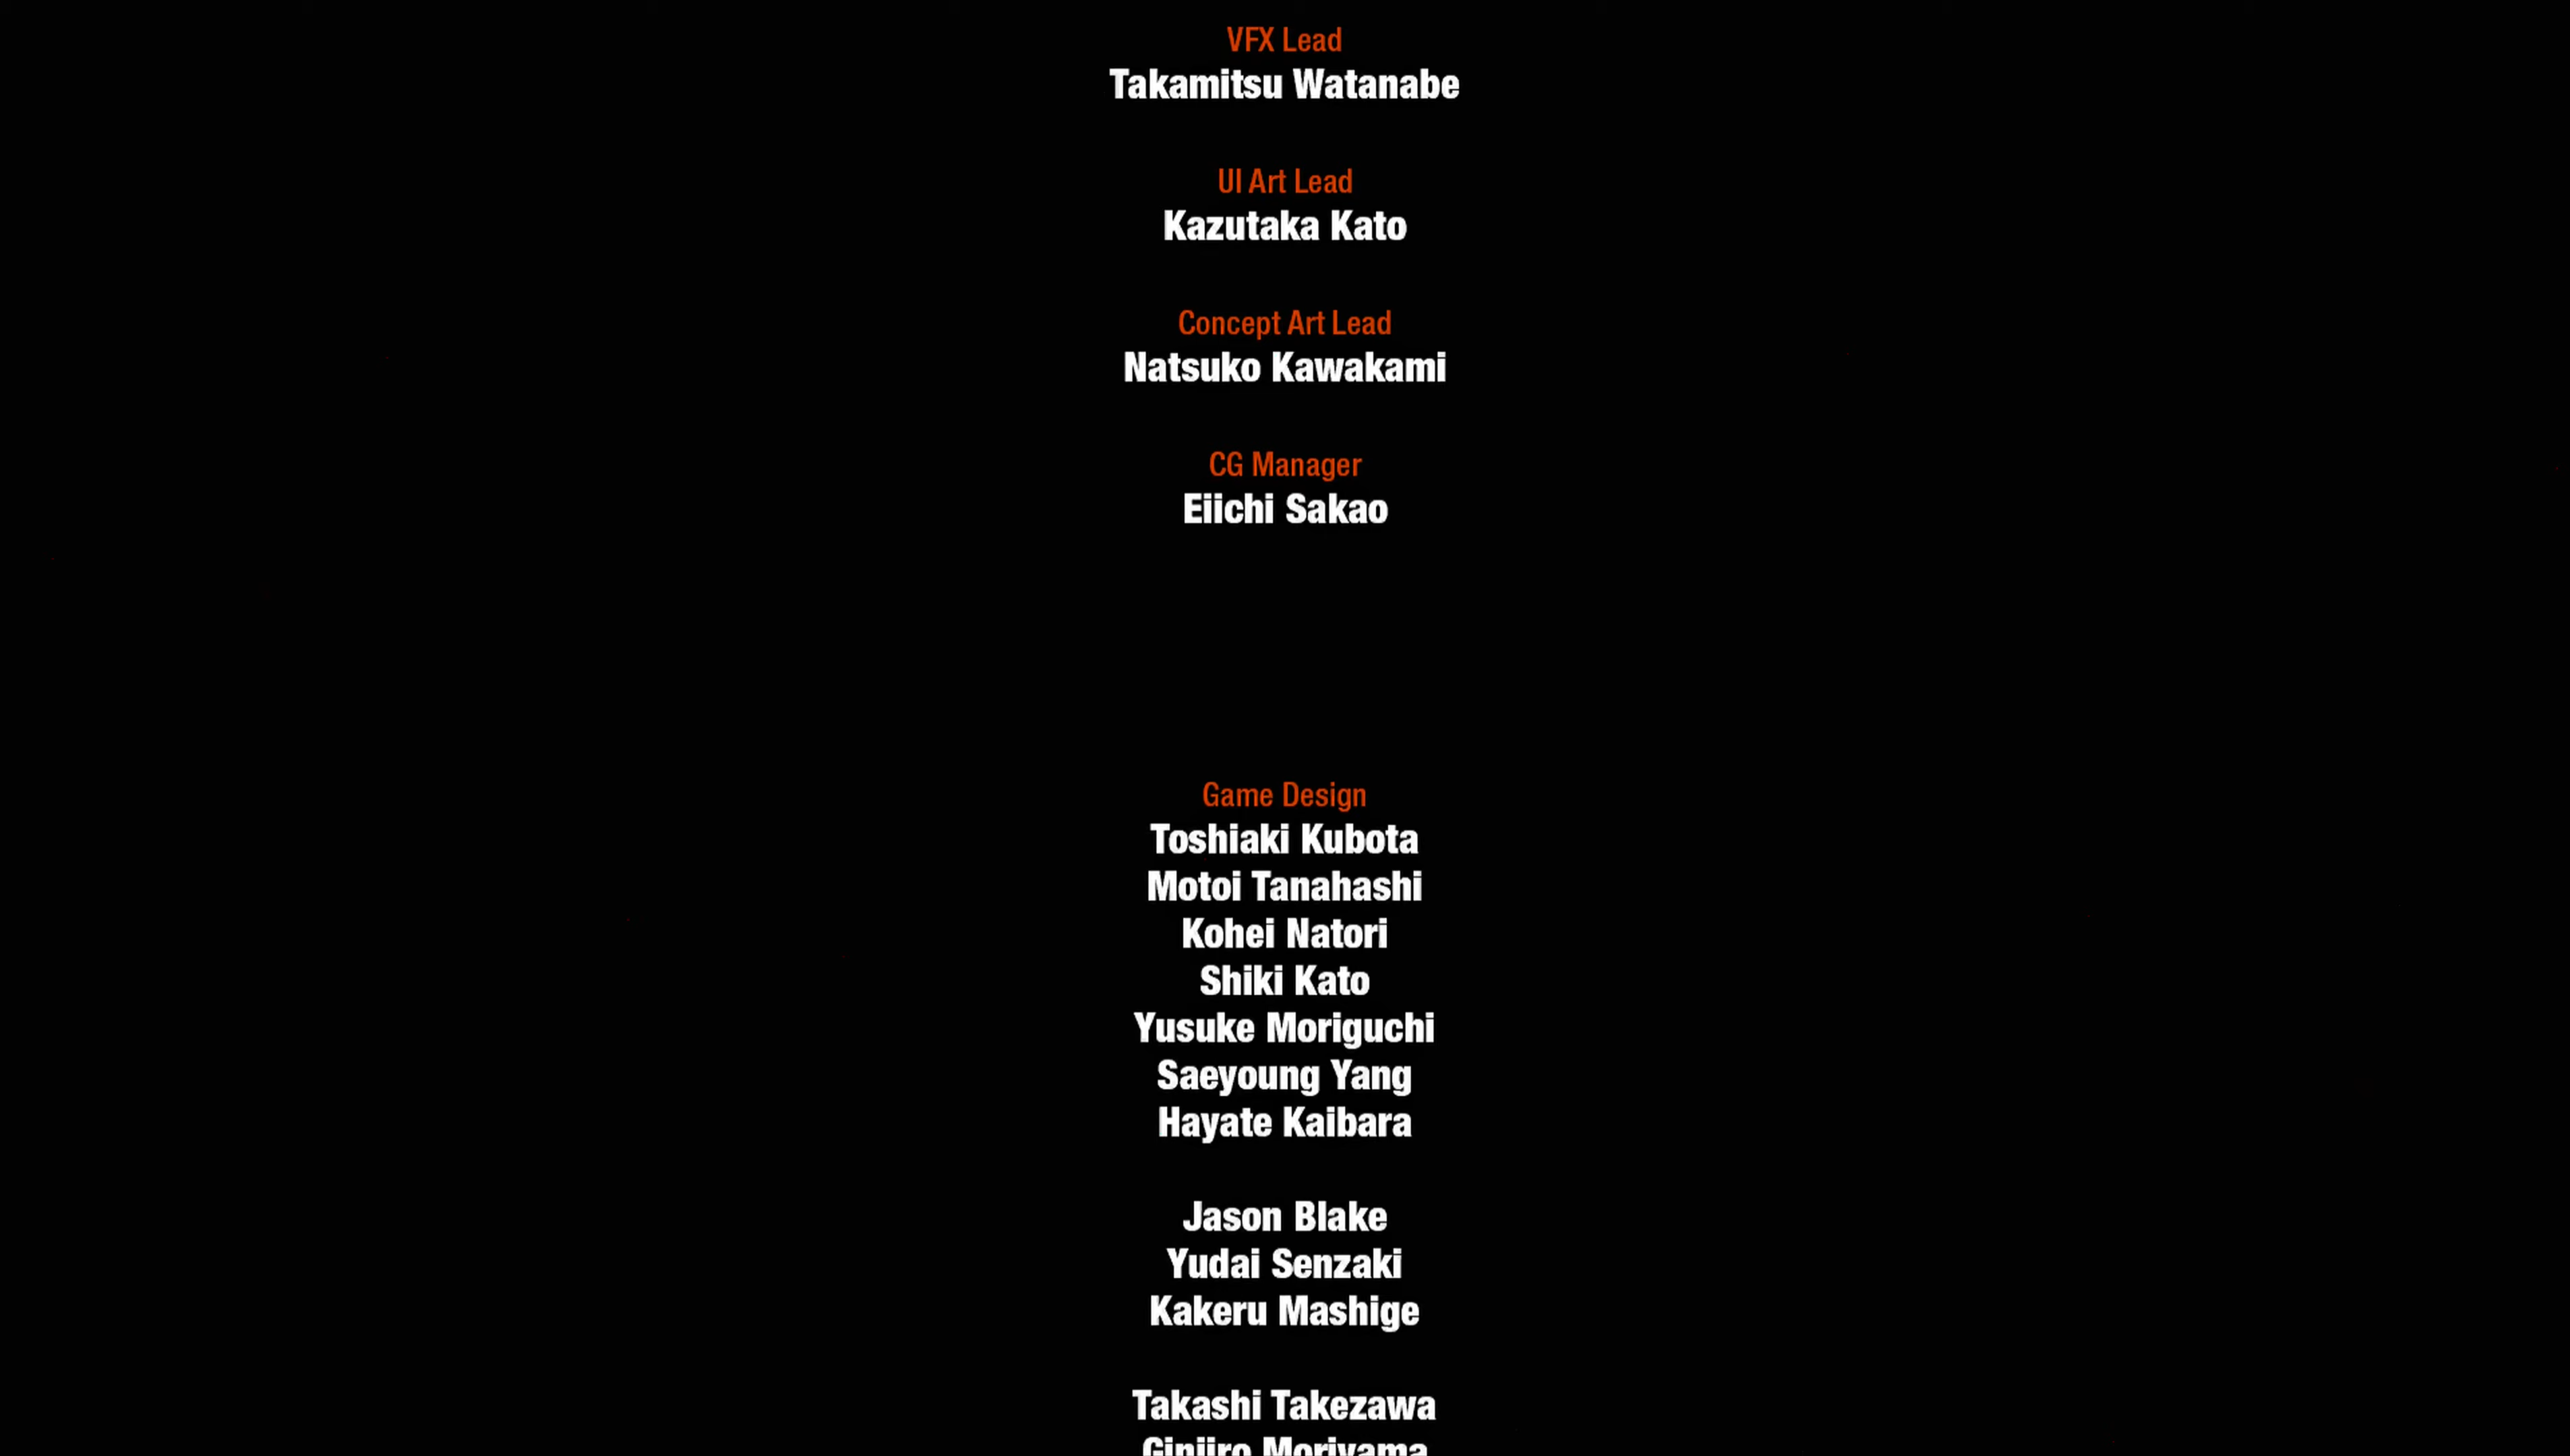 VFX Lead
Takamitsu Watanabe
UI Art Lead
Kazutaka Kato
Concept Art Lead
Natsuko Kawakami
CG Manager
Eiichi Sakao
Game Design
Toshiaki Kubota
Motoi Tanahashi
Kohei Natori
Shiki Kato
Yusuke Moriguchi
Saeyoung Yang
Hayate Kaibara
Jason Blake
Yudai Senzaki
Kakeru Mashige
Takashi Takezawa
Moriyama